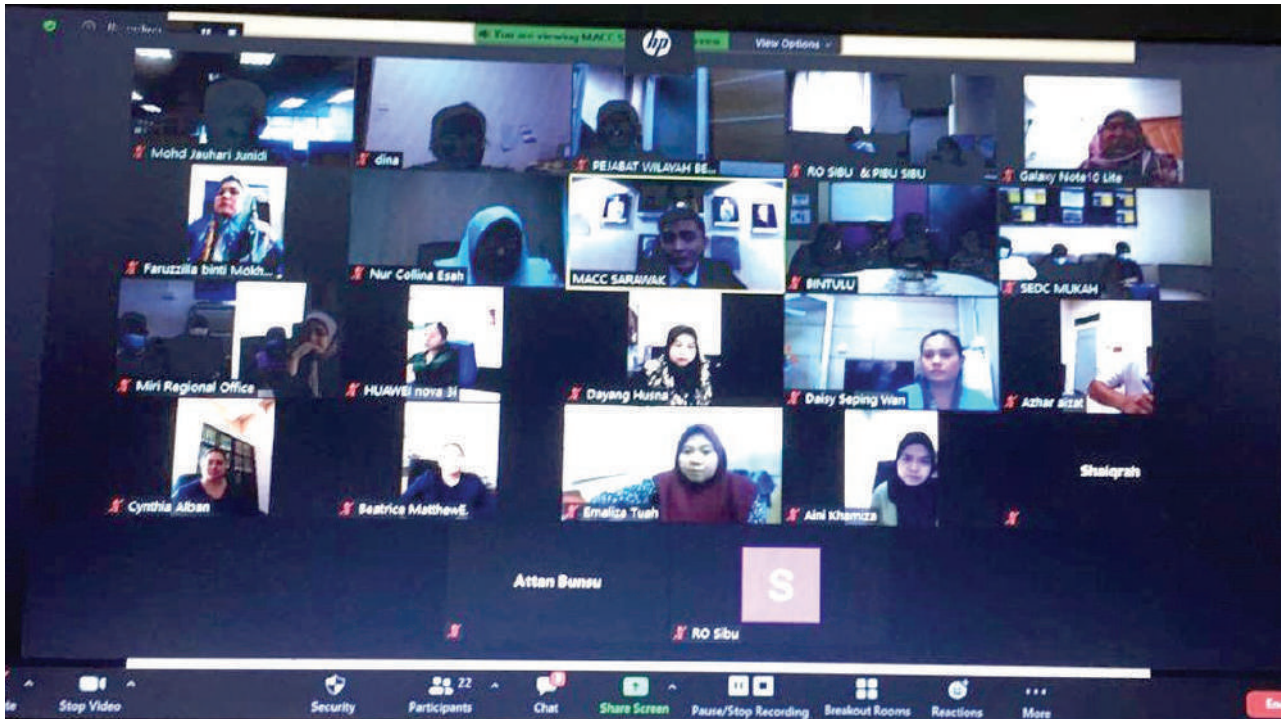 hp
You are viewing MACC S
View Options
Mohd Jauhari Junidi
dina
PEJABAT WILAYAH BE...
RO SIBU & PIBU SIBU
Galaxy Note10 Lite
Faruzzilla binti Mokh...
Nur Collina Esah
MACC SARAWAK
BINTULU
SEDC MUKAH
Miri Regional Office
HUAWEI nova 3i
Dayang Husna
Daisy Seping Wan
Azhar aizat
Cynthia Alban
Beatrice MatthewE.
Emaliza Tuah
Aini Khamiza
Shaiqrah
Attan Bunsu
S
RO Sibu
Stop Video
Security
Participants
22
Chat
Share Screen
Pause/Stop Recording
Breakout Rooms
Reactions
More